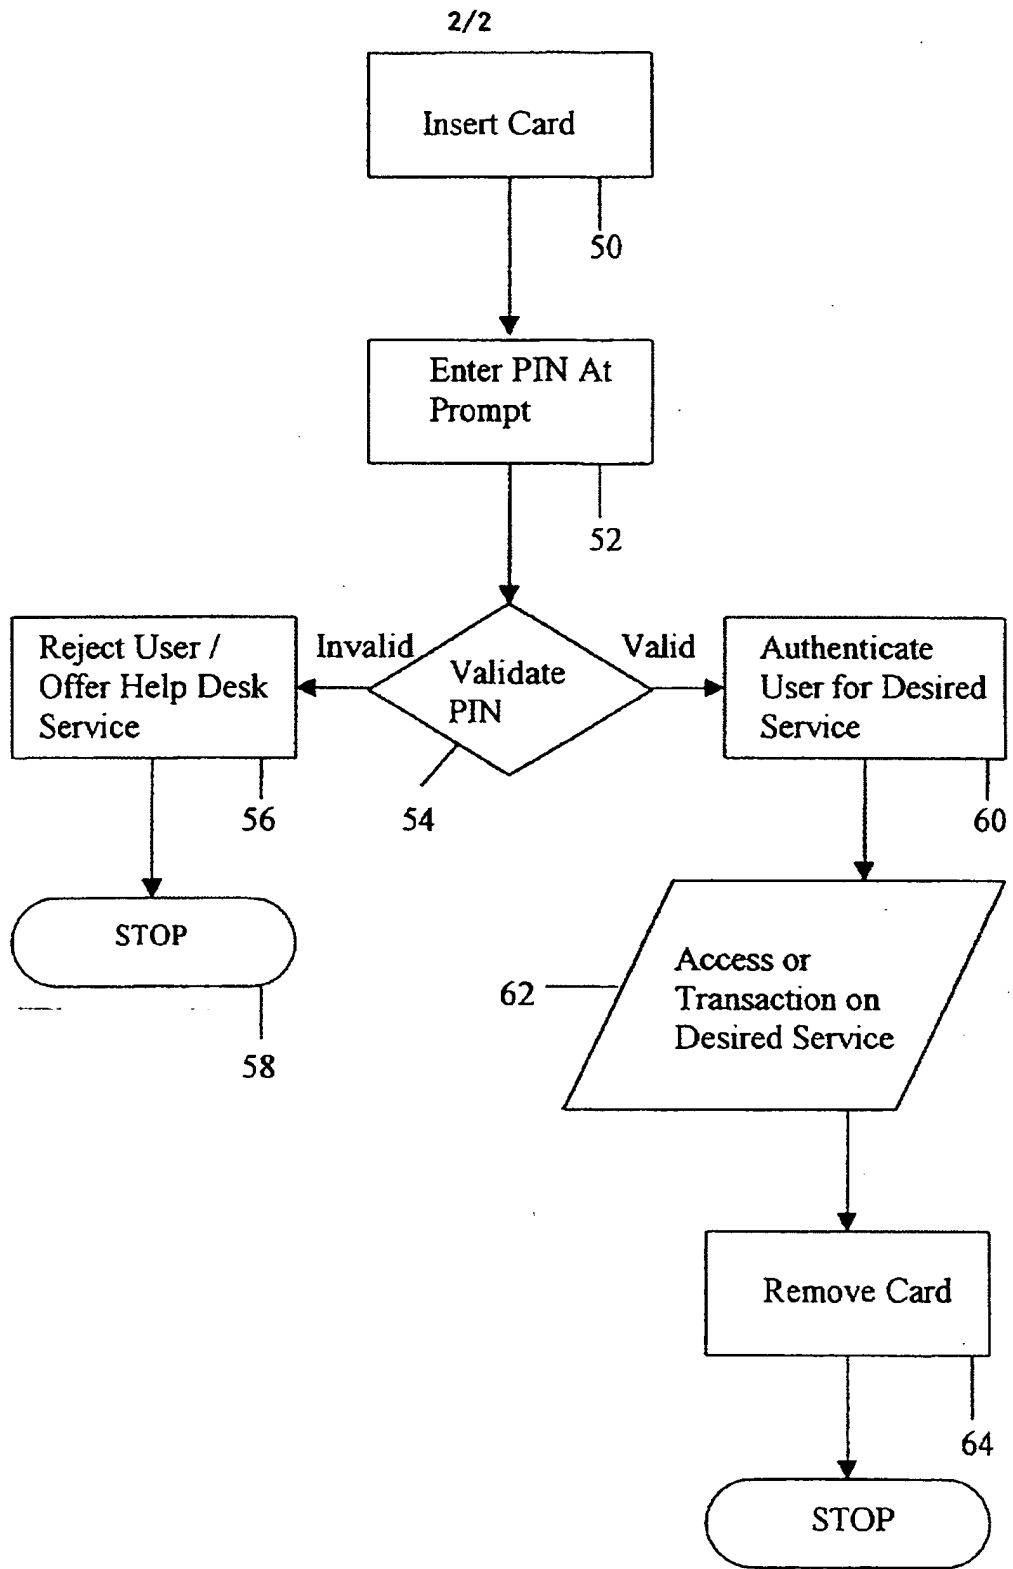 2/2
Insert Card
50
Enter PIN At
Prompt
52
Invalid
Valid
Reject User /
Offer Help Desk
Service
Validate
PIN
Authenticate
User for Desired
Service
56
54
60
STOP
58
62
Access or
Transaction on
Desired Service
Remove Card
64
STOP